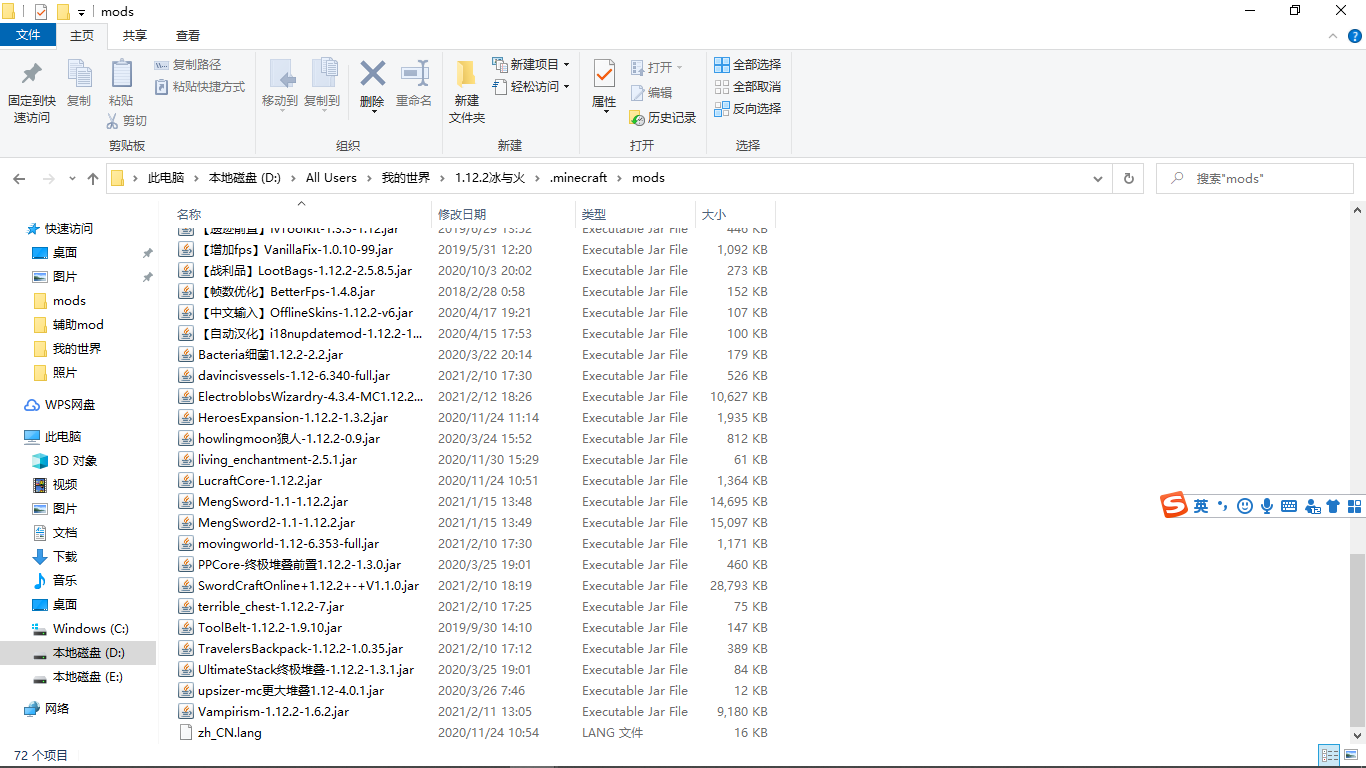 mods
文件 主页 共享 查看
固定到快速访问
复制
粘贴
复制路径
粘贴快捷方式
剪切
剪贴板
移动到
复制到
删除
重命名
组织
新建文件夹
新建项目
轻松访问
新建
属性
打开
编辑
历史记录
打开
全部选择
全部取消
反向选择
选择
此电脑 › 本地磁盘 (D:) › All Users › 我的世界 › 1.12.2冰与火 › .minecraft › mods
搜索"mods"
快速访问
桌面
图片
mods
辅助mod
我的世界
照片
WPS网盘
此电脑
3D 对象
视频
图片
文档
下载
音乐
桌面
Windows (C:)
本地磁盘 (D:)
本地磁盘 (E:)
网络
名称 修改日期 类型 大小
【遗迹前置】IvToolkit-1.3.3-1.12.jar 2019/6/29 13:52 Executable Jar File 446 KB
【增加fps】VanillaFix-1.0.10-99.jar 2019/5/31 12:20 Executable Jar File 1,092 KB
【战利品】LootBags-1.12.2-2.5.8.5.jar 2020/10/3 20:02 Executable Jar File 273 KB
【帧数优化】BetterFps-1.4.8.jar 2018/2/28 0:58 Executable Jar File 152 KB
【中文输入】OfflineSkins-1.12.2-v6.jar 2020/4/17 19:21 Executable Jar File 107 KB
【自动汉化】i18nupdatemod-1.12.2-1... 2020/4/15 17:53 Executable Jar File 100 KB
Bacteria细菌1.12.2-2.2.jar 2020/3/22 20:14 Executable Jar File 179 KB
davincisvessels-1.12-6.340-full.jar 2021/2/10 17:30 Executable Jar File 526 KB
ElectroblobsWizardry-4.3.4-MC1.12.2... 2021/2/12 18:26 Executable Jar File 10,627 KB
HeroesExpansion-1.12.2-1.3.2.jar 2020/11/24 11:14 Executable Jar File 1,935 KB
howlingmoon狼人-1.12.2-0.9.jar 2020/3/24 15:52 Executable Jar File 812 KB
living_enchantment-2.5.1.jar 2020/11/30 15:29 Executable Jar File 61 KB
LucraftCore-1.12.2.jar 2020/11/24 10:51 Executable Jar File 1,364 KB
MengSword-1.1-1.12.2.jar 2021/1/15 13:48 Executable Jar File 14,695 KB
MengSword2-1.1-1.12.2.jar 2021/1/15 13:49 Executable Jar File 15,097 KB
movingworld-1.12-6.353-full.jar 2021/2/10 17:30 Executable Jar File 1,171 KB
PPCore-终极堆叠前置1.12.2-1.3.0.jar 2020/3/25 19:01 Executable Jar File 460 KB
SwordCraftOnline+1.12.2+-+V1.1.0.jar 2021/2/10 18:19 Executable Jar File 28,793 KB
terrible_chest-1.12.2-7.jar 2021/2/10 17:25 Executable Jar File 75 KB
ToolBelt-1.12.2-1.9.10.jar 2019/9/30 14:10 Executable Jar File 147 KB
TravelersBackpack-1.12.2-1.0.35.jar 2021/2/10 17:12 Executable Jar File 389 KB
UltimateStack终极堆叠-1.12.2-1.3.1.jar 2020/3/25 19:01 Executable Jar File 84 KB
upsizer-mc更大堆叠1.12-4.0.1.jar 2020/3/26 7:46 Executable Jar File 12 KB
Vampirism-1.12.2-1.6.2.jar 2021/2/11 13:05 Executable Jar File 9,180 KB
zh_CN.lang 2020/11/24 10:54 LANG 文件 16 KB
英
72 个项目